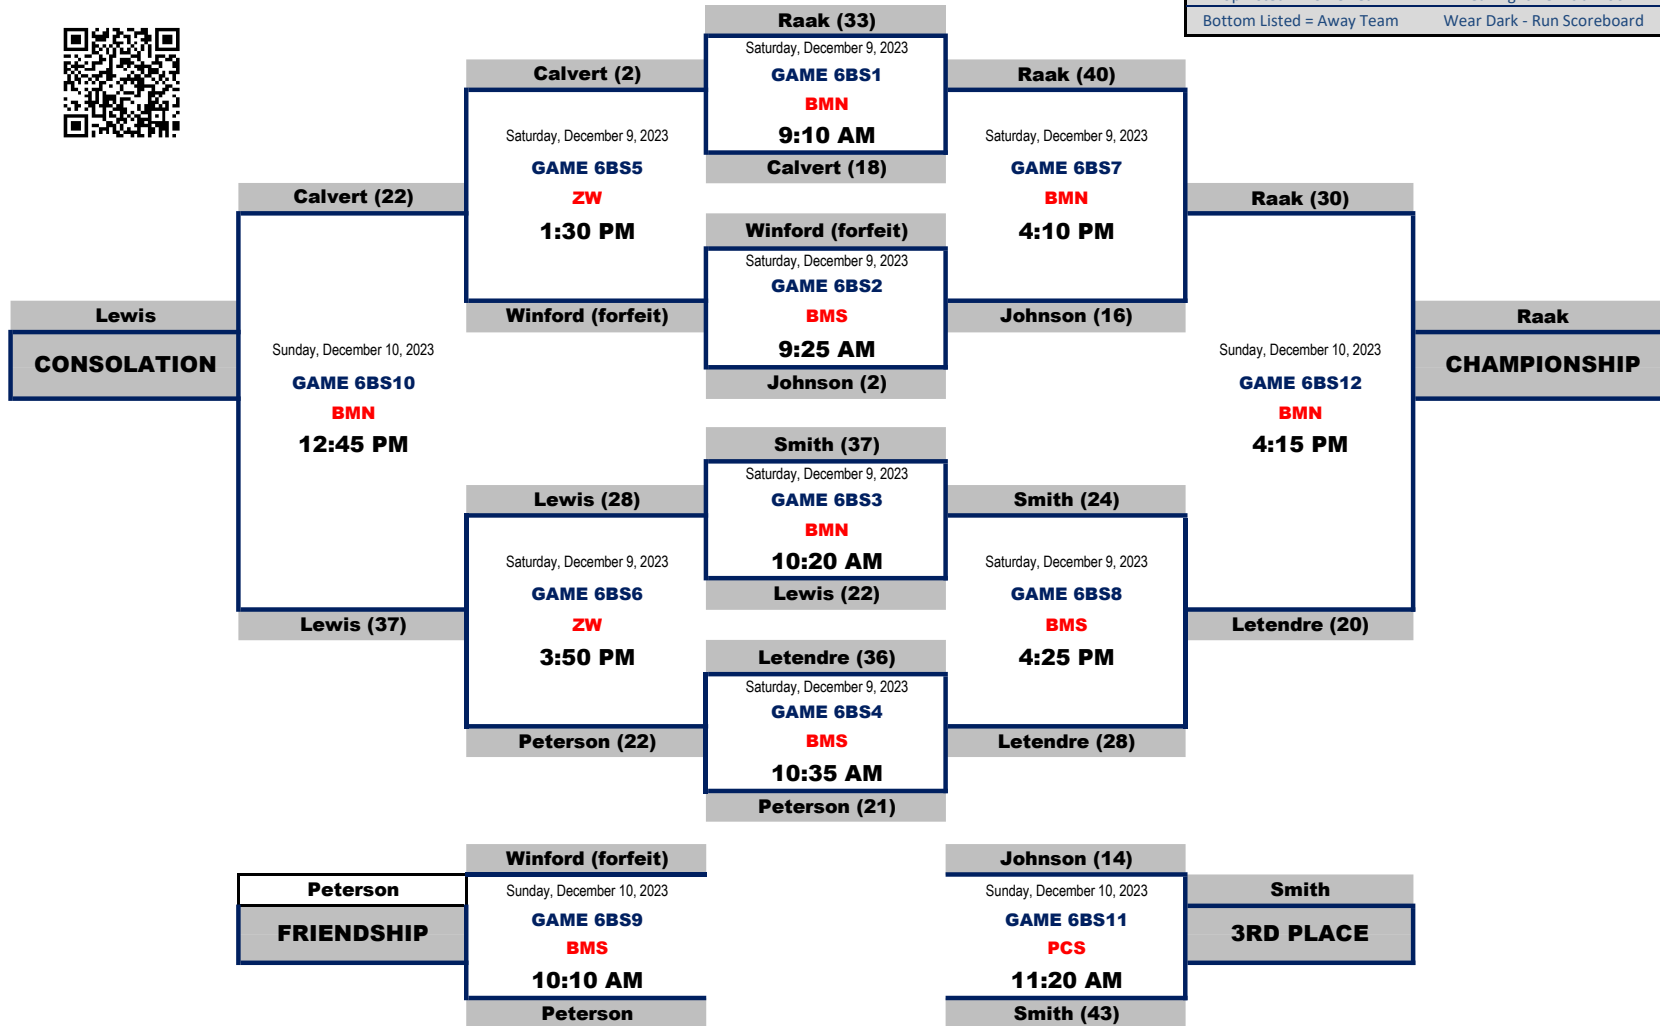 Bottom Listed = Away Team Wear Dark - Run Scoreboard
Raak (33)
Saturday, December 9, 2023
GAME 6BS1
BMN
9:10 AM
Calvert (18)
Calvert (2)
Saturday, December 9, 2023
GAME 6BS5
ZW
1:30 PM
Winford (forfeit)
Raak (40)
Saturday, December 9, 2023
GAME 6BS7
BMN
4:10 PM
Johnson (16)
Winford (forfeit)
Saturday, December 9, 2023
GAME 6BS2
BMS
9:25 AM
Johnson (2)
Calvert (22)
Sunday, December 10, 2023
GAME 6BS10
BMN
12:45 PM
Lewis (37)
Lewis
CONSOLATION
Raak (30)
Sunday, December 10, 2023
GAME 6BS12
BMN
4:15 PM
Letendre (20)
Raak
CHAMPIONSHIP
Smith (37)
Saturday, December 9, 2023
GAME 6BS3
BMN
10:20 AM
Lewis (22)
Lewis (28)
Saturday, December 9, 2023
GAME 6BS6
ZW
3:50 PM
Peterson (22)
Smith (24)
Saturday, December 9, 2023
GAME 6BS8
BMS
4:25 PM
Letendre (28)
Letendre (36)
Saturday, December 9, 2023
GAME 6BS4
BMS
10:35 AM
Peterson (21)
Winford (forfeit)
Sunday, December 10, 2023
GAME 6BS9
BMS
10:10 AM
Peterson
Peterson
FRIENDSHIP
Johnson (14)
Sunday, December 10, 2023
GAME 6BS11
PCS
11:20 AM
Smith (43)
Smith
3RD PLACE